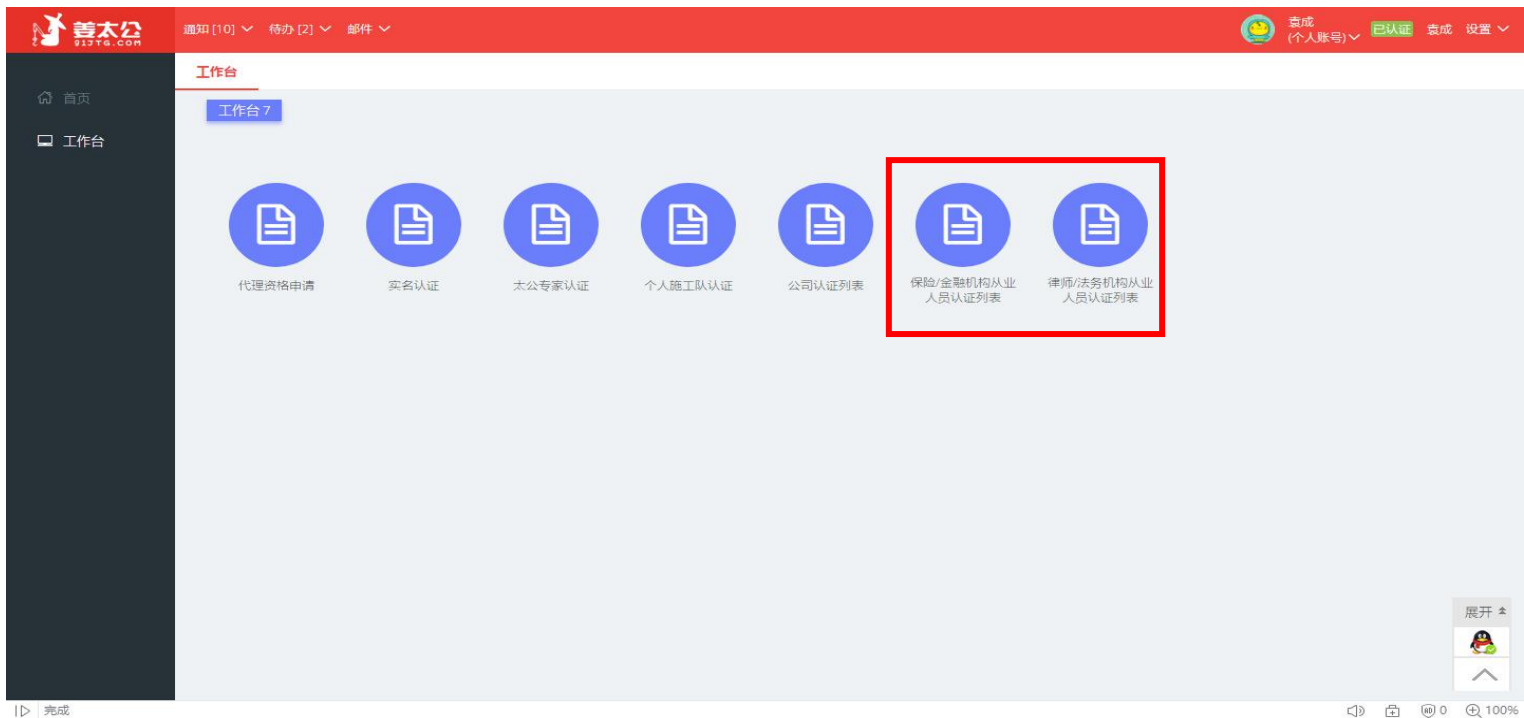 姜太公
91JTG.COM
通知 [10] 待办 [2] 邮件
袁成
(个人账号)
已认证 袁成 设置
首页
工作台
工作台
工作台 7
代理资格申请
实名认证
太公专家认证
个人施工队认证
公司认证列表
保险/金融机构从业
人员认证列表
律师/法务机构从业
人员认证列表
展开
完成
0 100%